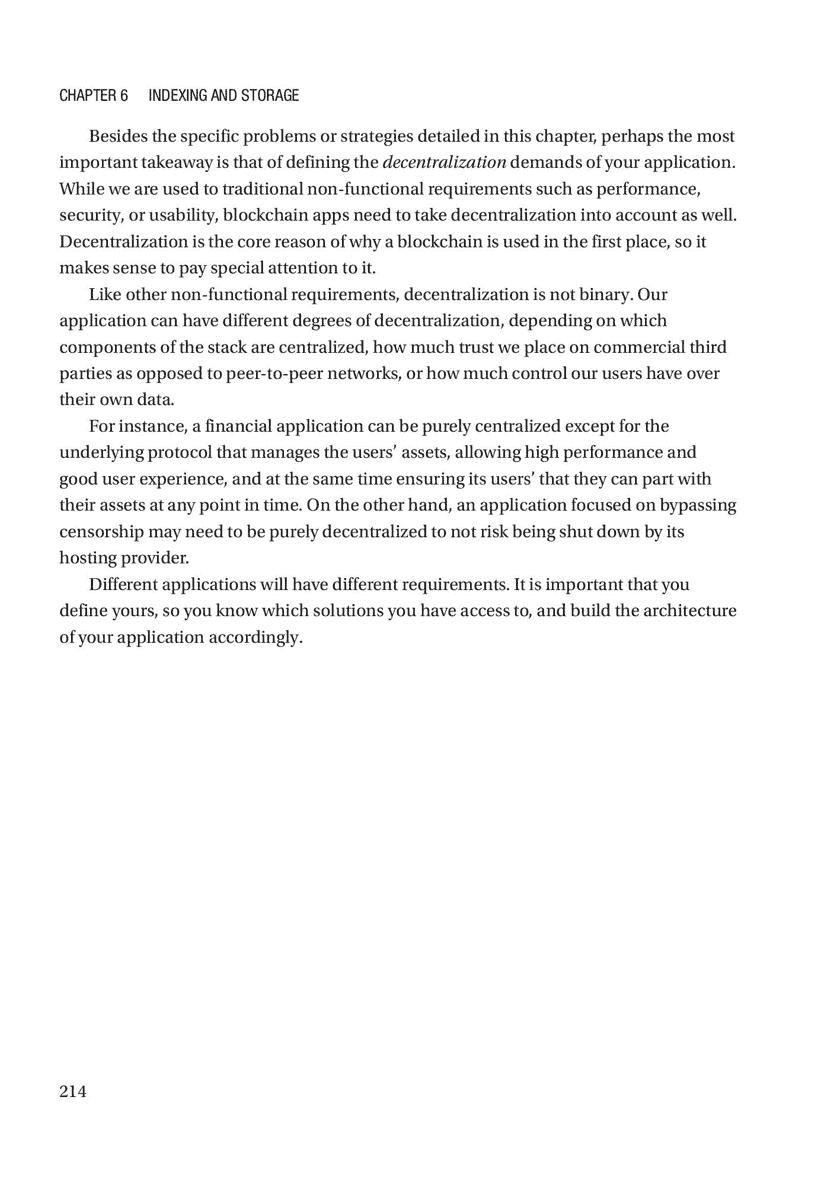 CHAPTER 6 INDEXING AND STORAGE
Besides the specific problems or strategies detailed in this chapter, perhaps the most
important takeaway is that of defining the decentralization demands of your application.
While we are used to traditional non-functional requirements such as performance,
security, or usability, blockchain apps need to take decentralization into account as well.
Decentralization is the core reason of why a blockchain is used in the first place, so it
makes sense to pay special attention to it.
Like other non-functional requirements, decentralization is not binary. Our
application can have different degrees of decentralization, depending on which
components of the stack are centralized, how much trust we place on commercial third
parties as opposed to peer-to-peer networks, or how much control our users have over
their own data.
For instance, a financial application can be purely centralized except for the
underlying protocol that manages the users’ assets, allowing high performance and
good user experience, and at the same time ensuring its users’ that they can part with
their assets at any point in time. On the other hand, an application focused on bypassing
censorship may need to be purely decentralized to not risk being shut down by its
hosting provider.
Different applications will have different requirements. It is important that you
define yours, so you know which solutions you have access to, and build the architecture
of your application accordingly.
214